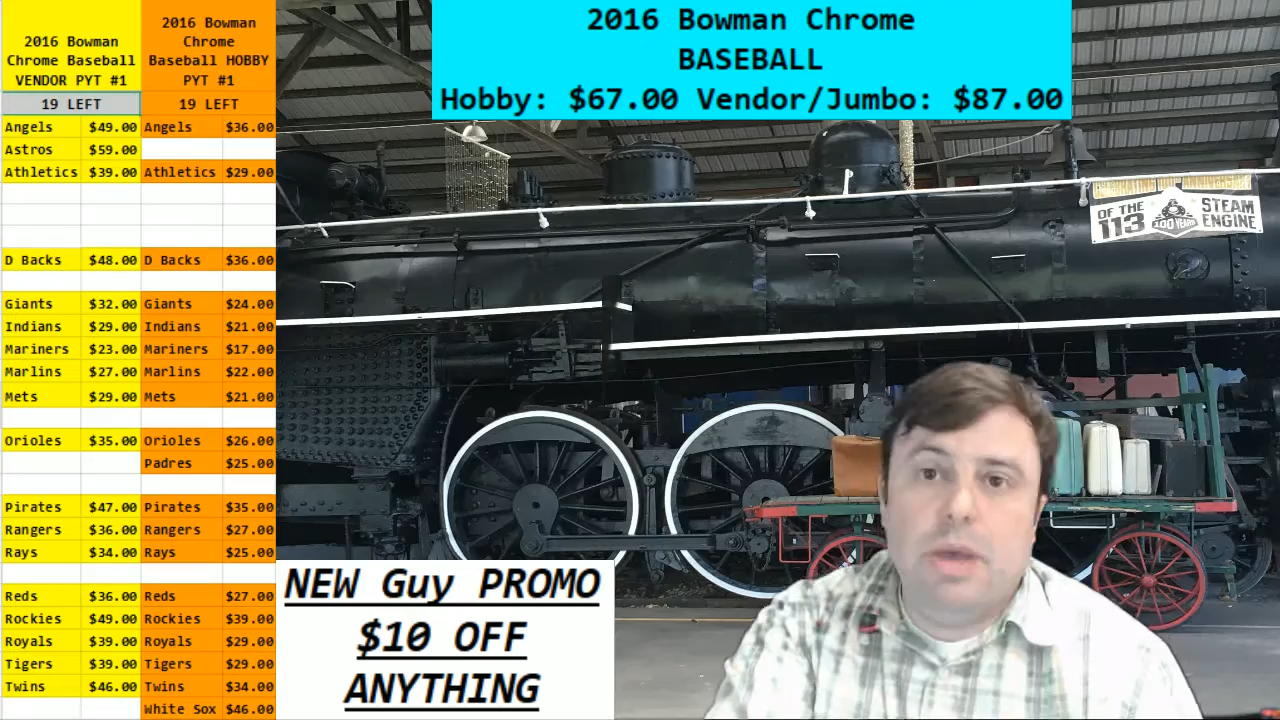 2016 Bowman
Chrome Baseball
VENDOR PYT #1
19 LEFT
Angels $49.00
Astros $59.00
Athletics $39.00
D Backs $48.00
Giants $32.00
Indians $29.00
Mariners $23.00
Marlins $27.00
Mets $29.00
Orioles $35.00
Pirates $47.00
Rangers $36.00
Rays $34.00
Reds $36.00
Rockies $49.00
Royals $39.00
Tigers $39.00
Twins $46.00
2016 Bowman
Chrome
Baseball HOBBY
PYT #1
19 LEFT
Angels $36.00
Athletics $29.00
D Backs $36.00
Giants $24.00
Indians $21.00
Mariners $17.00
Marlins $22.00
Mets $21.00
Orioles $26.00
Padres $25.00
Pirates $35.00
Rangers $27.00
Rays $25.00
Reds $27.00
Rockies $39.00
Royals $29.00
Tigers $29.00
Twins $34.00
White Sox $46.00
2016 Bowman Chrome
BASEBALL
Hobby: $67.00 Vendor/Jumbo: $87.00
OF THE
113
100 YEARS
STEAM
ENGINE
NEW Guy PROMO
$10 OFF
ANYTHING